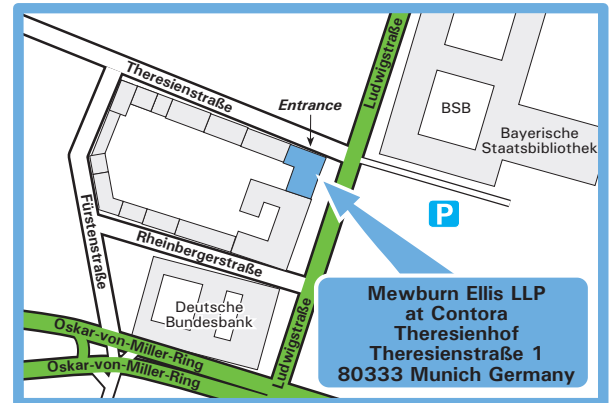 Theresienstraße
Entrance
Ludwigstraße
BSB
Bayerische
Staatsbibliothek
P
Fürstenstraße
Rheinbergerstraße
Deutsche
Bundesbank
Ludwigstraße
Oskar-von-Miller-Ring
Oskar-von-Miller-Ring
Mewburn Ellis LLP
at Contora
Theresienhof
Theresienstraße 1
80333 Munich Germany